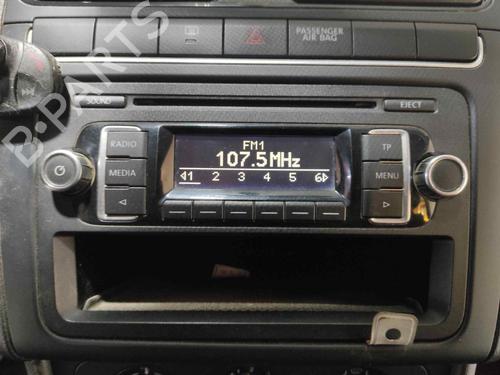 PASSENGER
AIR BAG
SOUND
EJECT
RADIO
FM1
107.5MHz
TP
MEDIA
1 2 3 4 5 6
MENU
B-PARTS